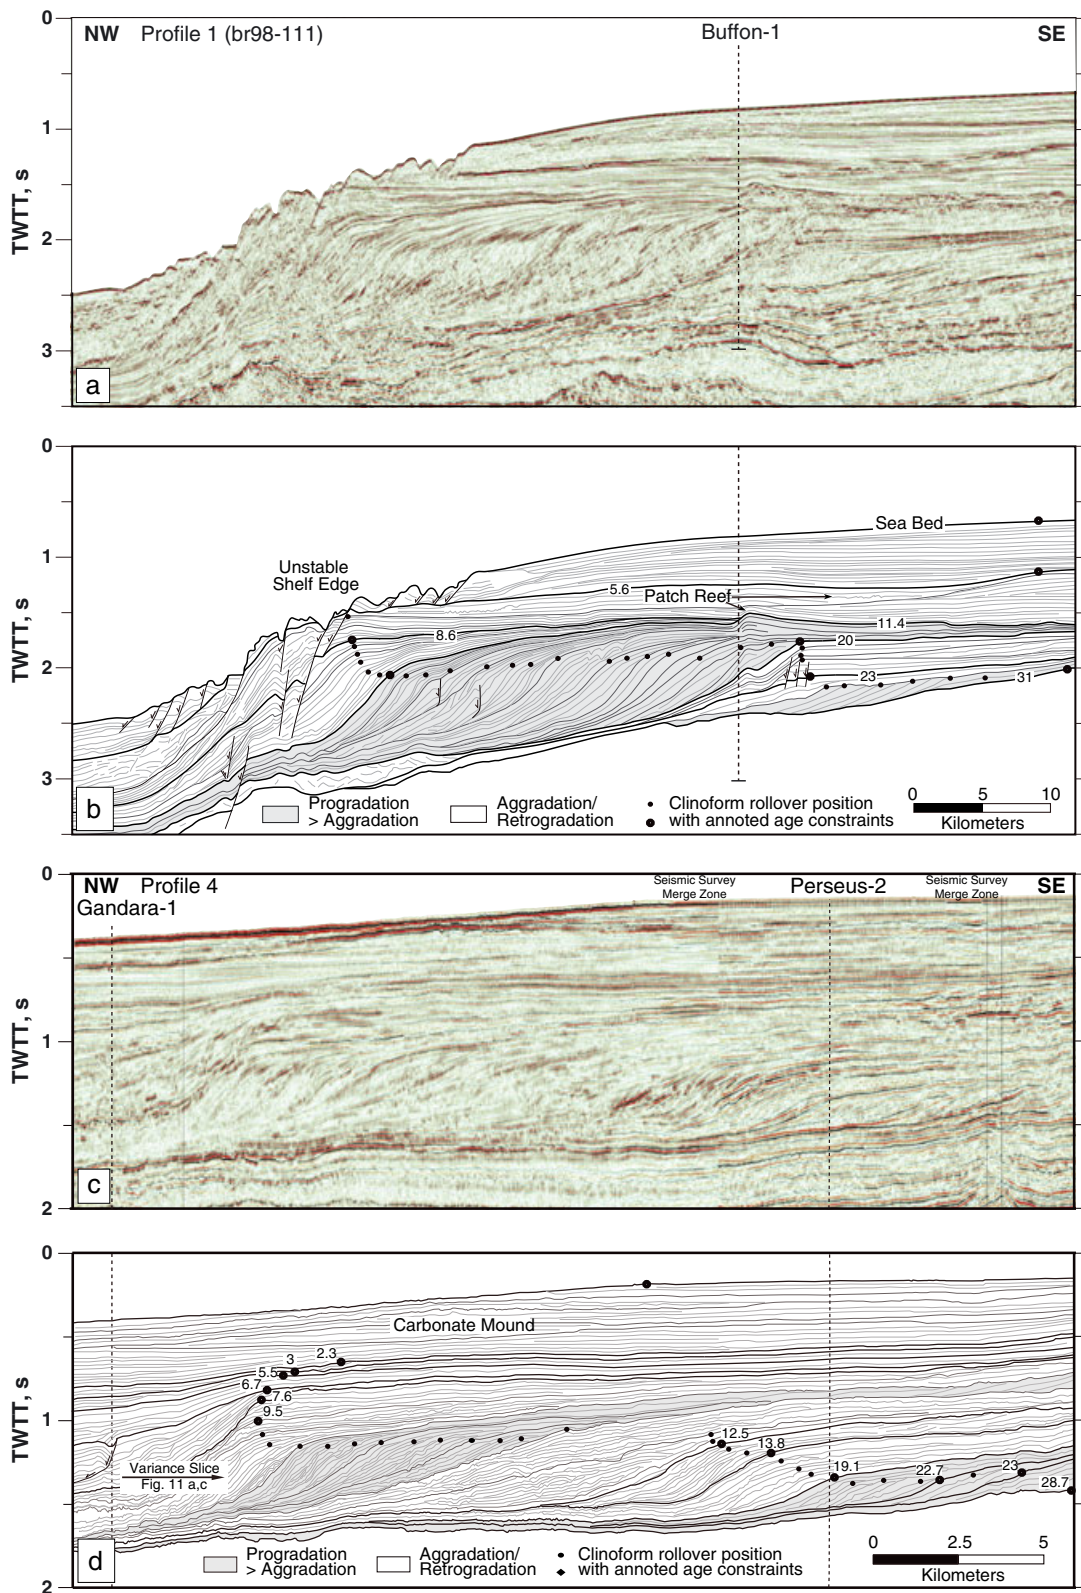 0
NW Profile 1 (br98-111)
Buffon-1
SE
1
TWTT, s
2
3
a
0
Sea Bed
1
Unstable
Shelf Edge
5.6
Patch Reef
11.4
8.6
20
TWTT, s
2
23
31
3
b
Progradation
> Aggradation
Aggradation/
Retrogradation
Clinoform rollover position
with annoted age constraints
0 5 10
Kilometers
0
NW Profile 4
Seismic Survey
Merge Zone
Perseus-2
Seismic Survey
Merge Zone
SE
Gandara-1
TWTT, s
1
c
2
0
Carbonate Mound
2.3
3
5.5
6.7
7.6
9.5
1
TWTT, s
12.5
13.8
Variance Slice
Fig. 11 a,c
19.1
22.7
23
28.7
d
Progradation
> Aggradation
Aggradation/
Retrogradation
Clinoform rollover position
with annoted age constraints
0 2.5 5
Kilometers
2